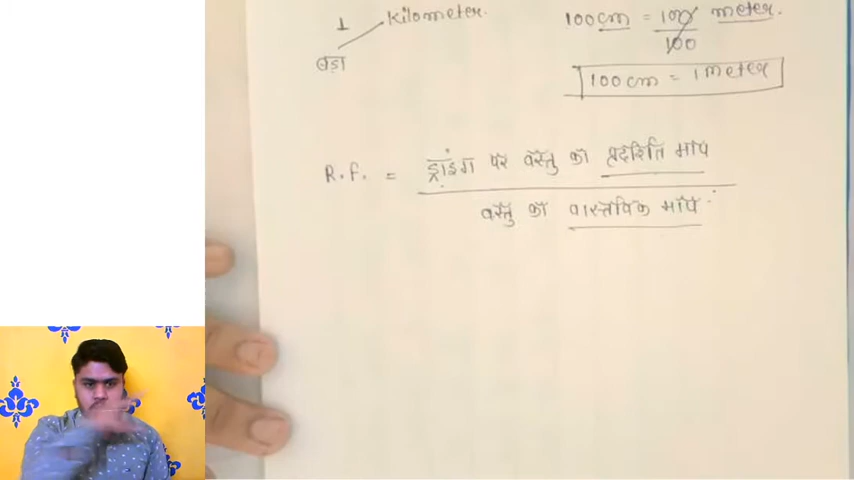 1 Kilometer.
बड़ा
100cm = 100/100 meter.
100cm = 1 meter
R.f. = ड्राइंग पर वस्तु की प्रदर्शित माप
वस्तु की वास्तविक माप